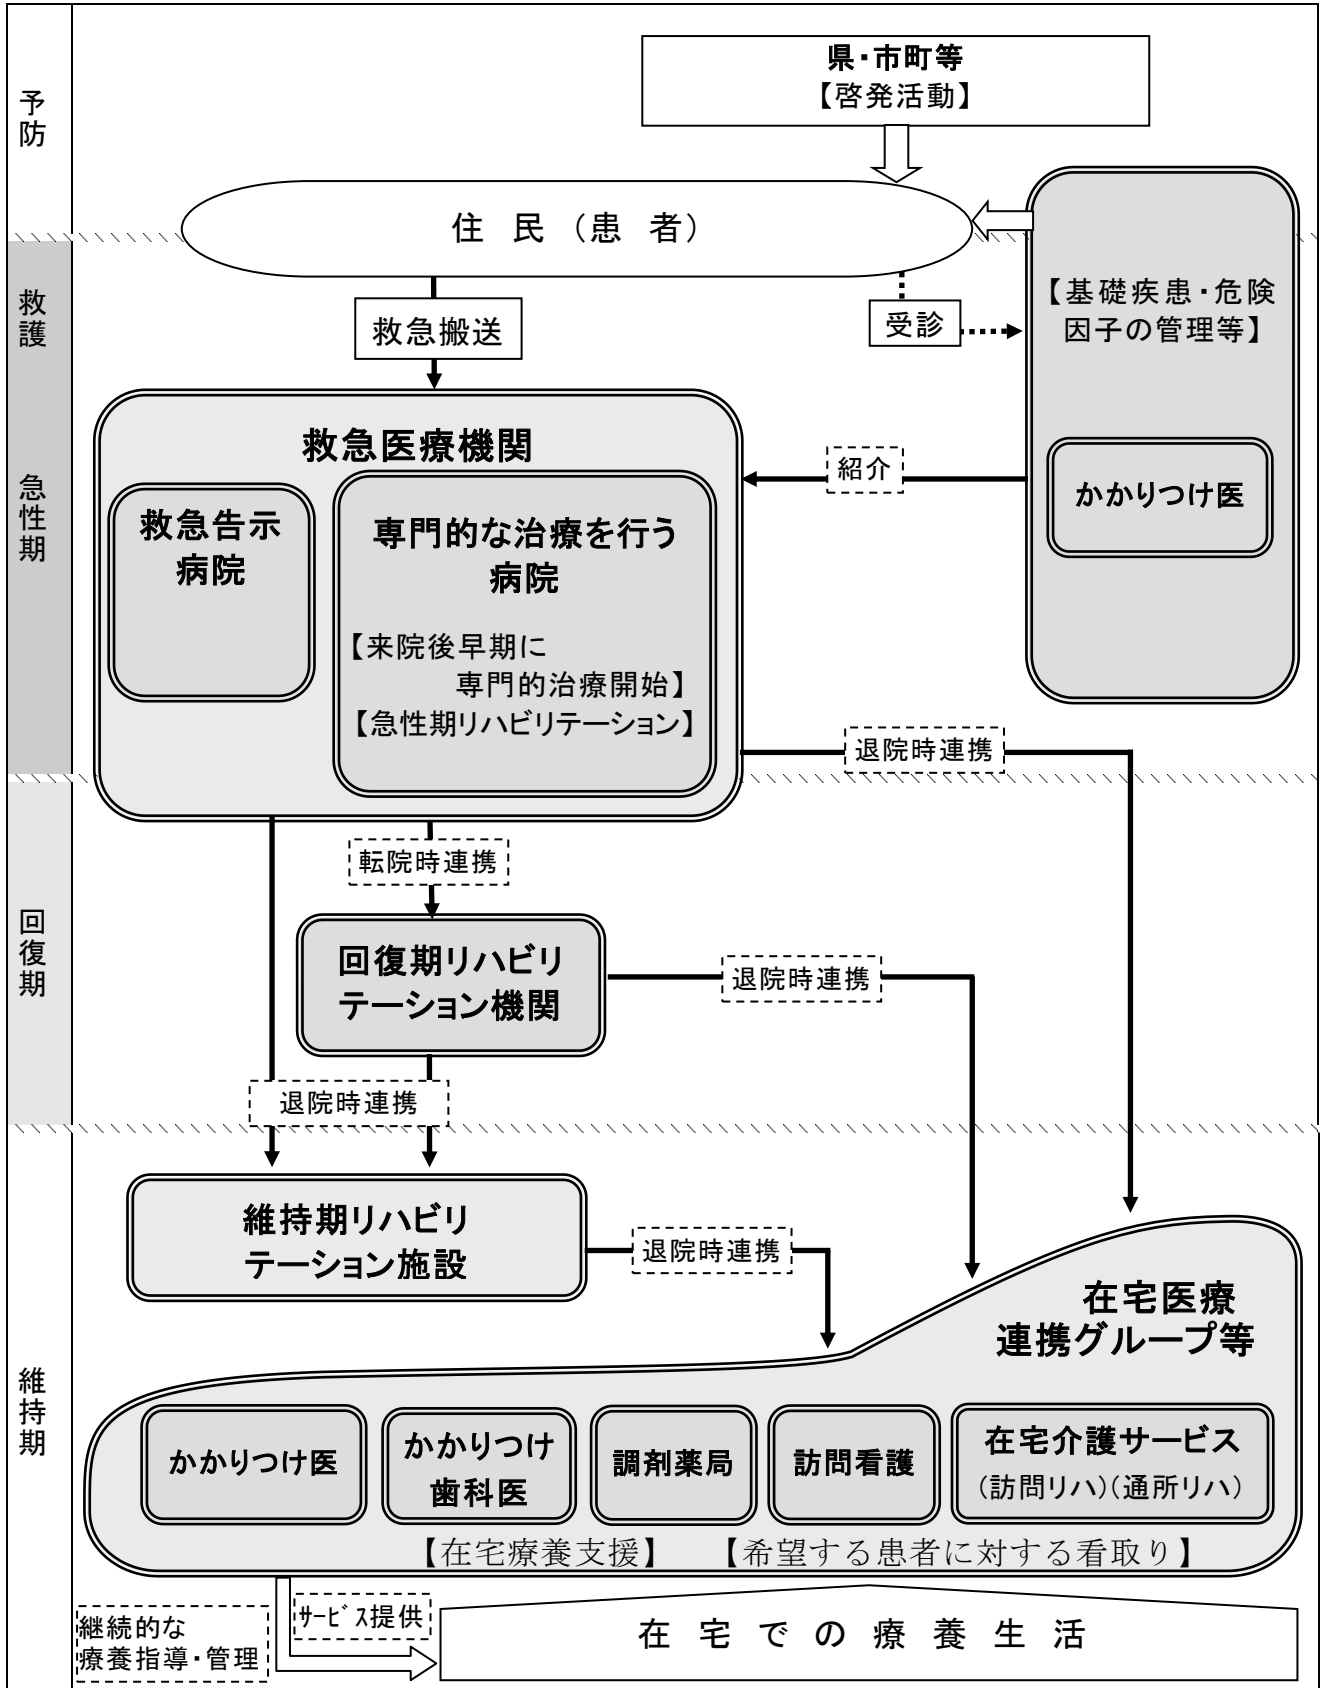 予防
県・市町等
【啓発活動】
住民（患者）
救護
救急搬送
受診
【基礎疾患・危険
因子の管理等】
急性期
救急医療機関
紹介
かかりつけ医
救急告示
病院
専門的な治療を行う
病院
【来院後早期に
専門的治療開始】
【急性期リハビリテーション】
退院時連携
回復期
転院時連携
回復期リハビリ
テーション機関
退院時連携
退院時連携
維持期
維持期リハビリ
テーション施設
退院時連携
在宅医療
連携グループ等
かかりつけ医
かかりつけ
歯科医
調剤薬局
訪問看護
在宅介護サービス
（訪問リハ）（通所リハ）
【在宅療養支援】
【希望する患者に対する看取り】
継続的な
療養指導・管理
ｻｰﾋﾞｽ提供
在宅での療養生活